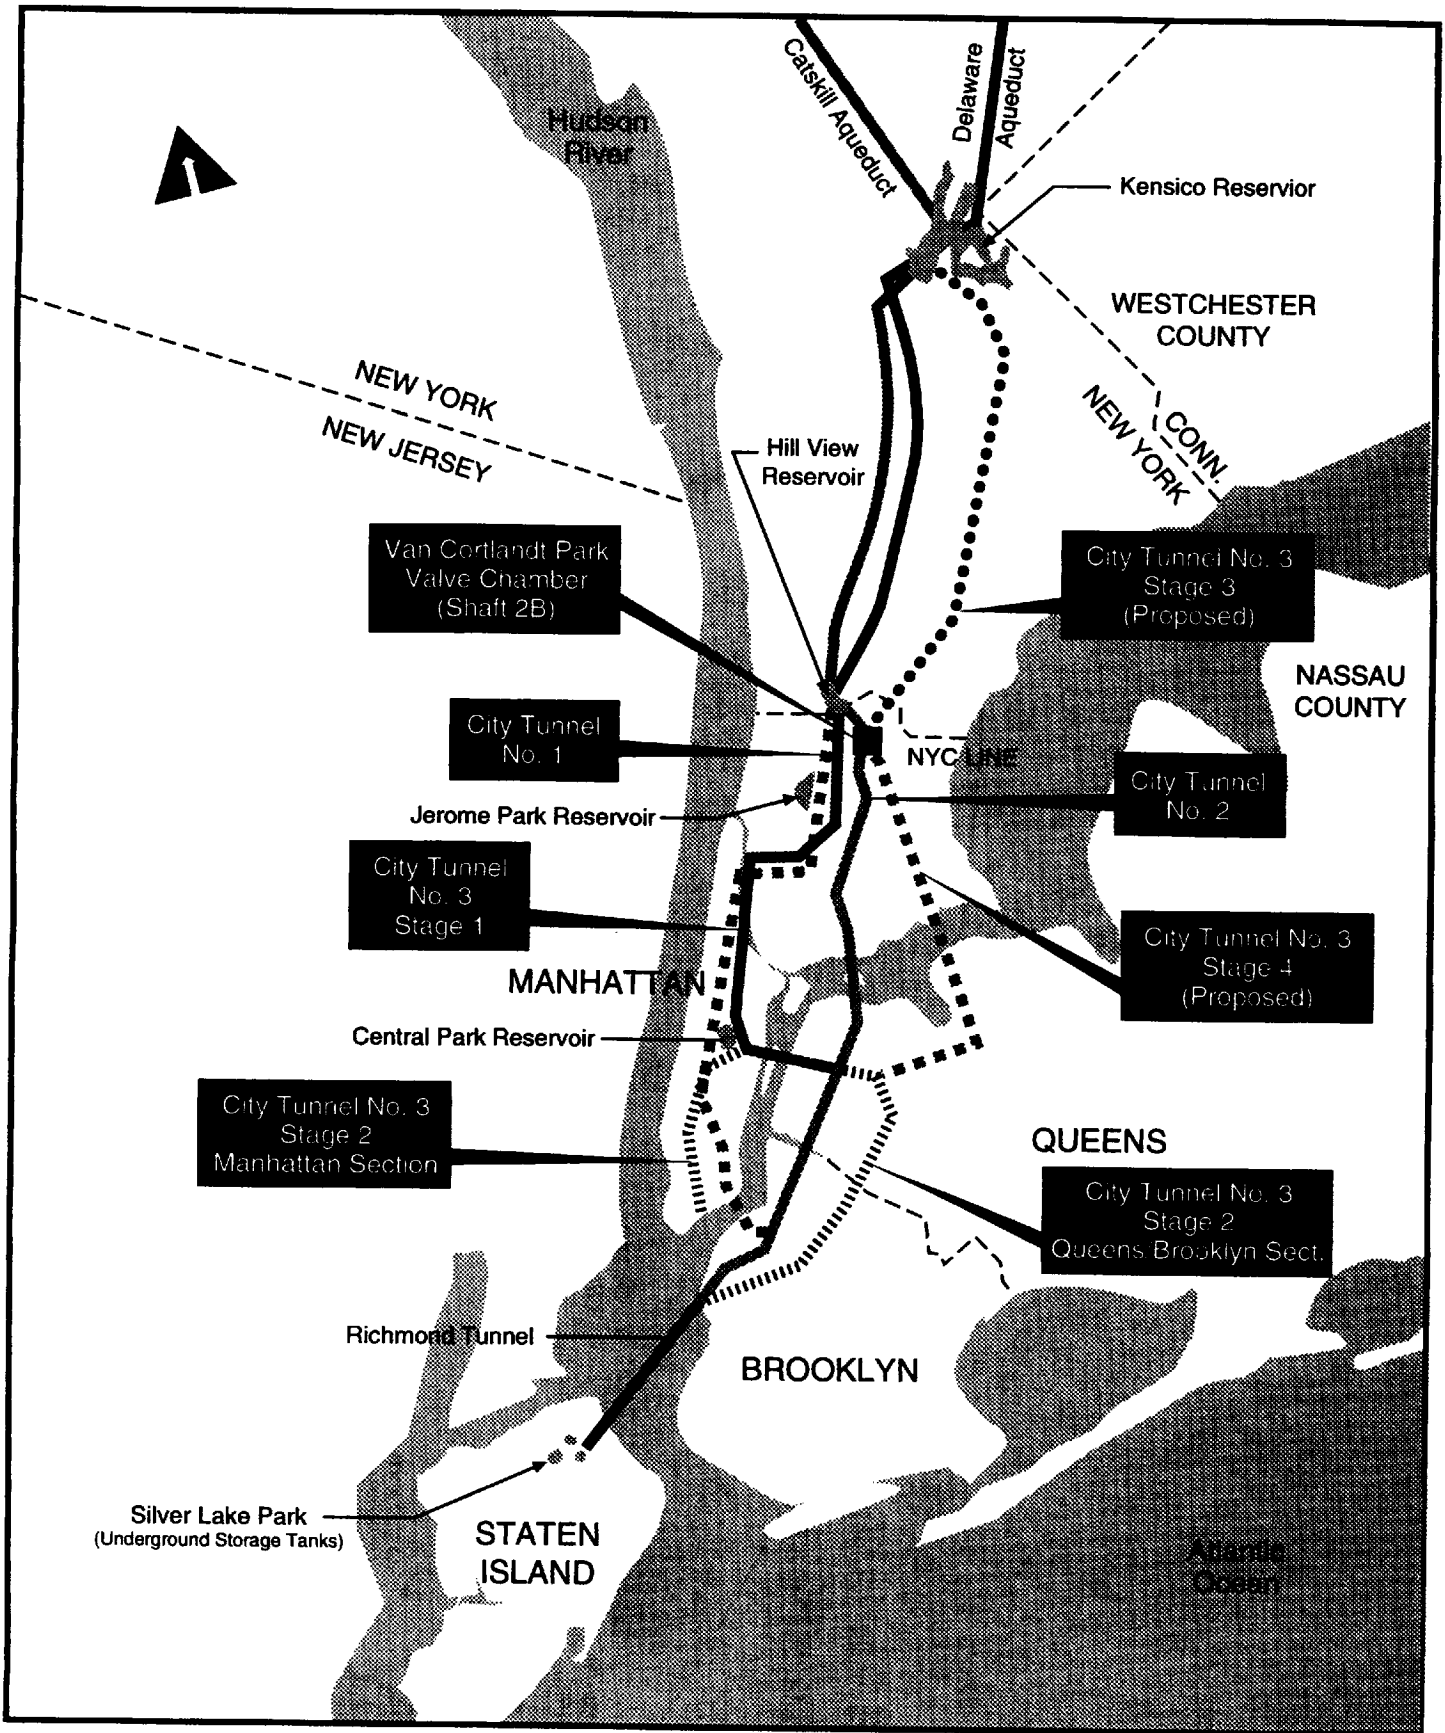 Catskill Aqueduct
Delaware
Aqueduct
Hudson
River
Kensico Reservior
WESTCHESTER
COUNTY
NEW YORK
NEW JERSEY
CONN.
NEW YORK
Hill View
Reservoir
Van Cortlandt Park
Valve Chamber
(Shaft 2B)
City Tunnel No. 3
Stage 3
(Proposed)
NASSAU
COUNTY
City Tunnel
No. 1
NYC LINE
City Tunnel
No. 2
Jerome Park Reservoir
City Tunnel
No. 3
Stage 1
City Tunnel No. 3
Stage 4
(Proposed)
MANHATTAN
Central Park Reservoir
City Tunnel No. 3
Stage 2
Manhattan Section
QUEENS
City Tunnel No. 3
Stage 2
Queens/Brooklyn Sect.
Richmond Tunnel
BROOKLYN
Silver Lake Park
(Underground Storage Tanks)
STATEN
ISLAND
Atlantic
Ocean